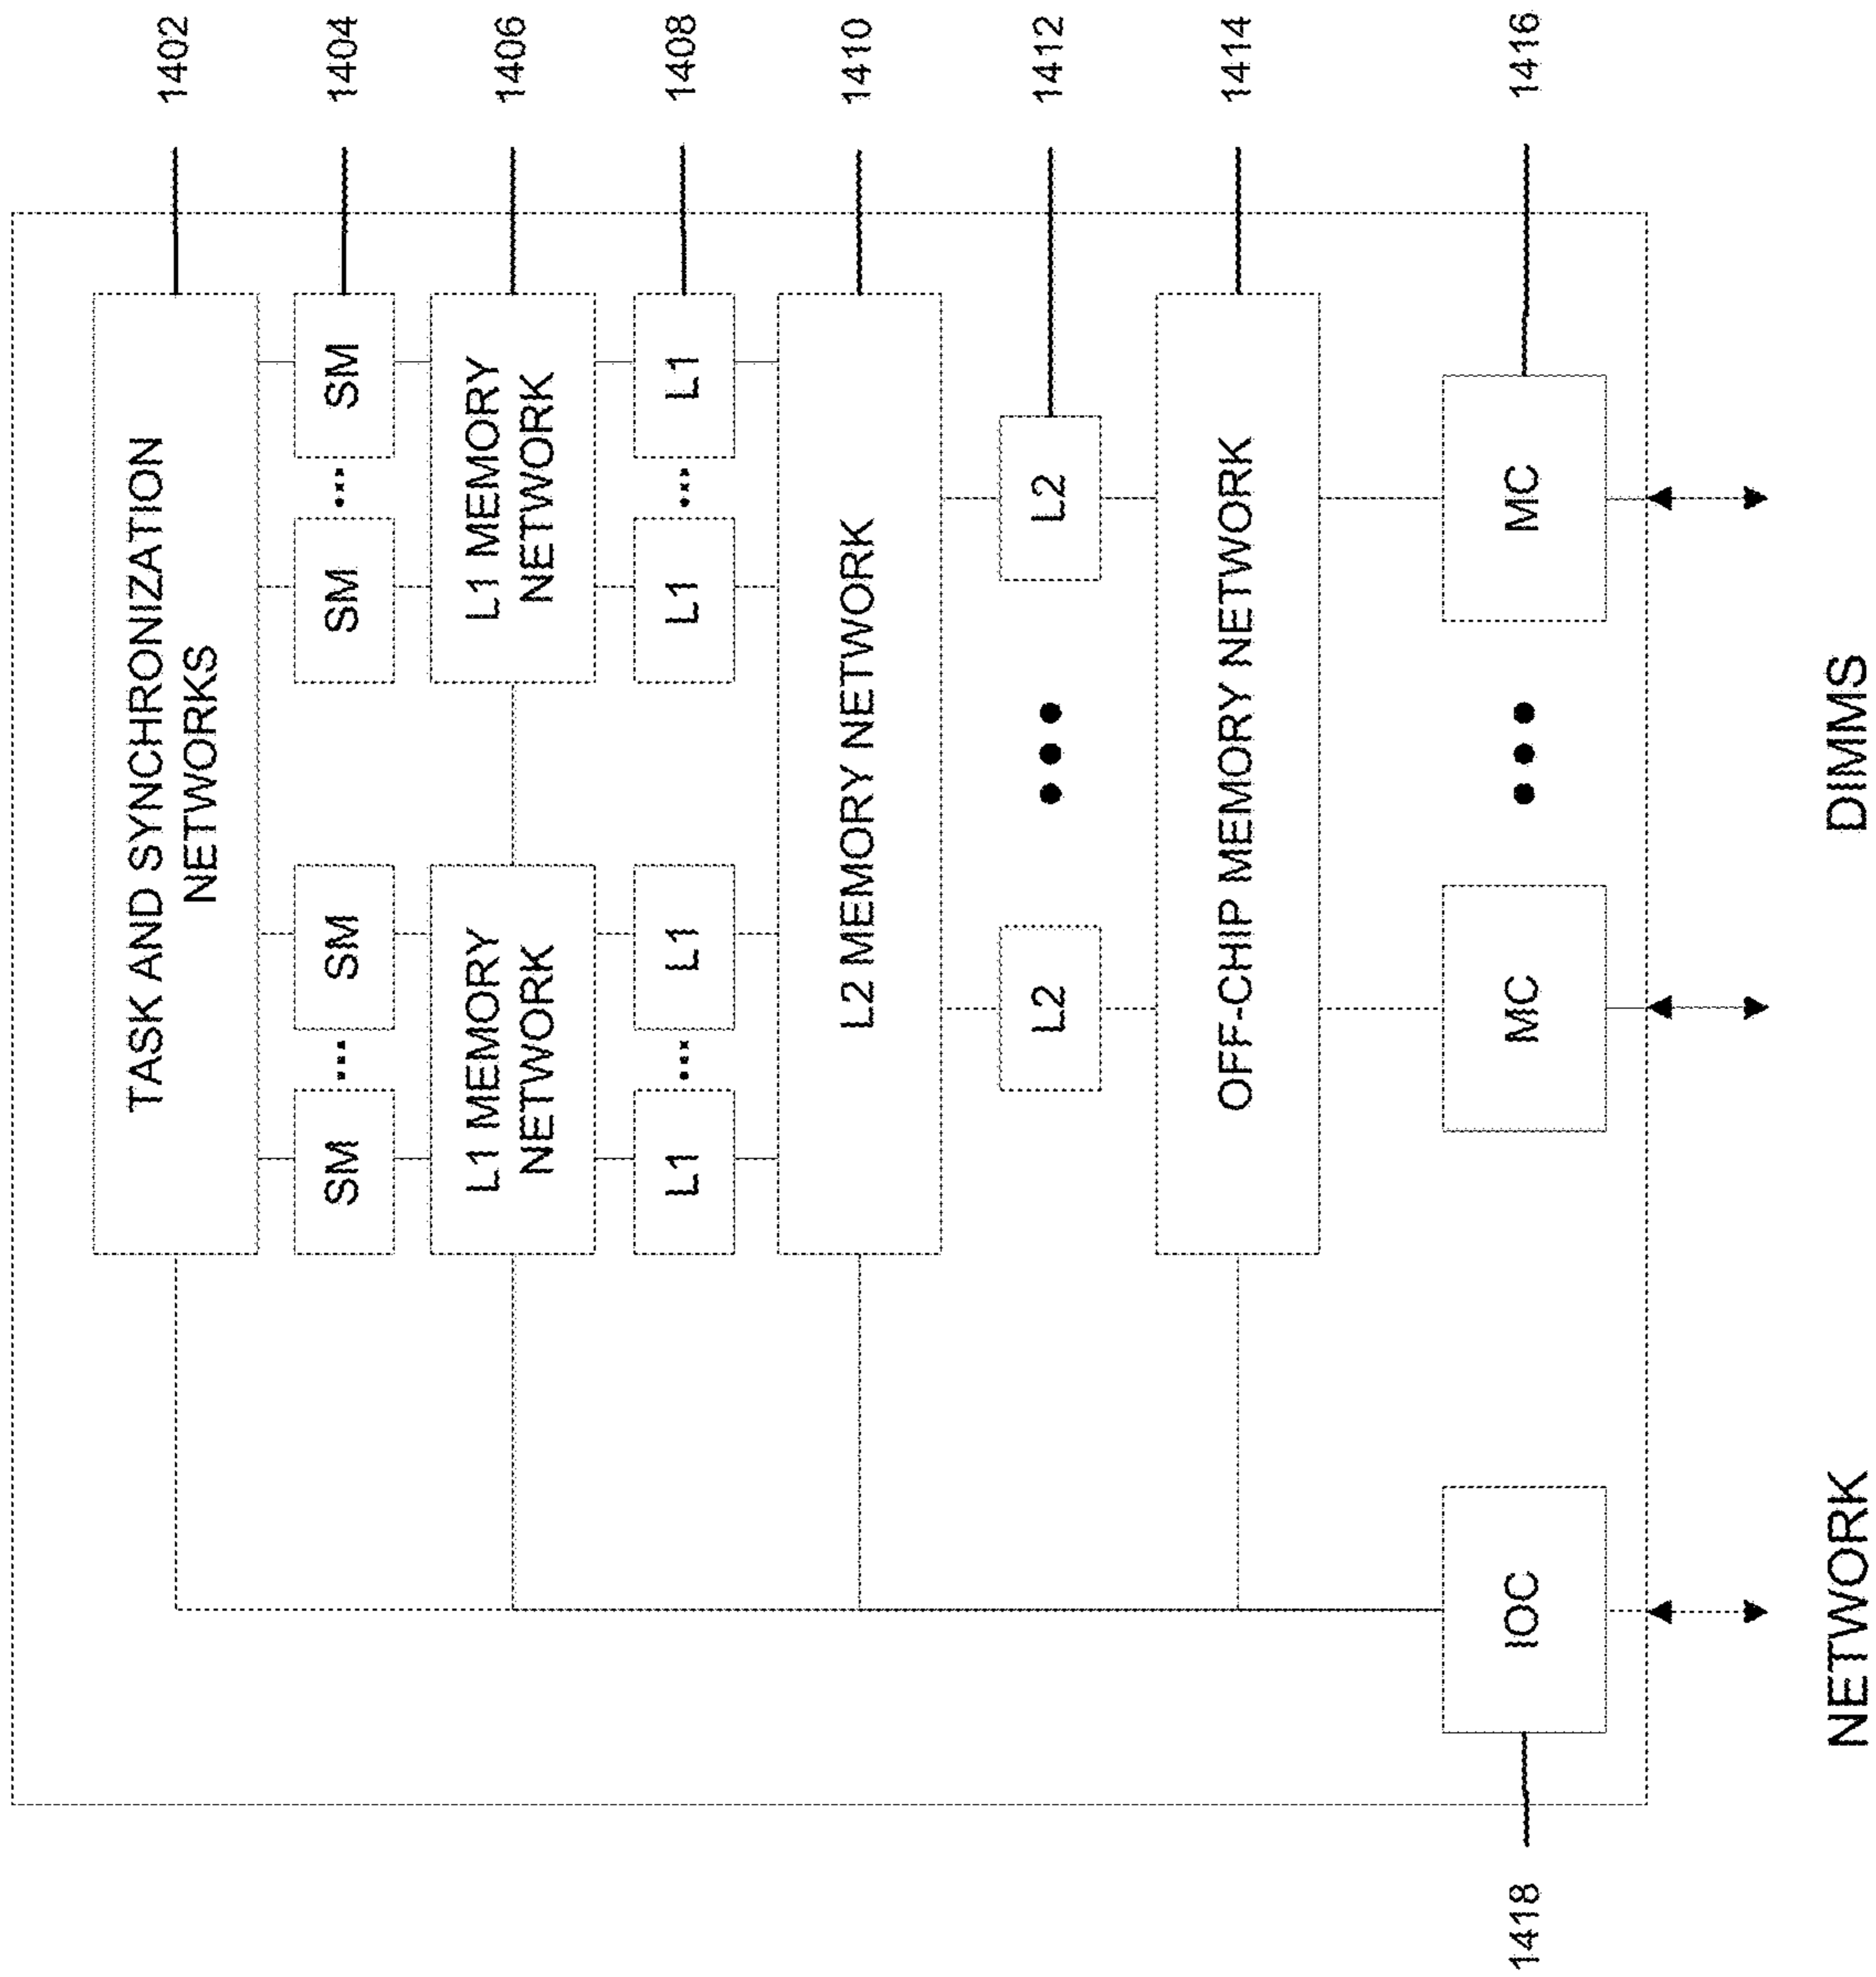 TASK AND SYNCHRONIZATION
NETWORKS
1402
SM ... SM SM ... SM 1404
L1 MEMORY
NETWORK
L1 MEMORY
NETWORK
1406
L1 ... L1 L1 ... L1 1408
L2 MEMORY NETWORK 1410
L2 ••• L2 1412
OFF-CHIP MEMORY NETWORK 1414
1418 IOC MC ••• MC 1416
NETWORK DIMMS